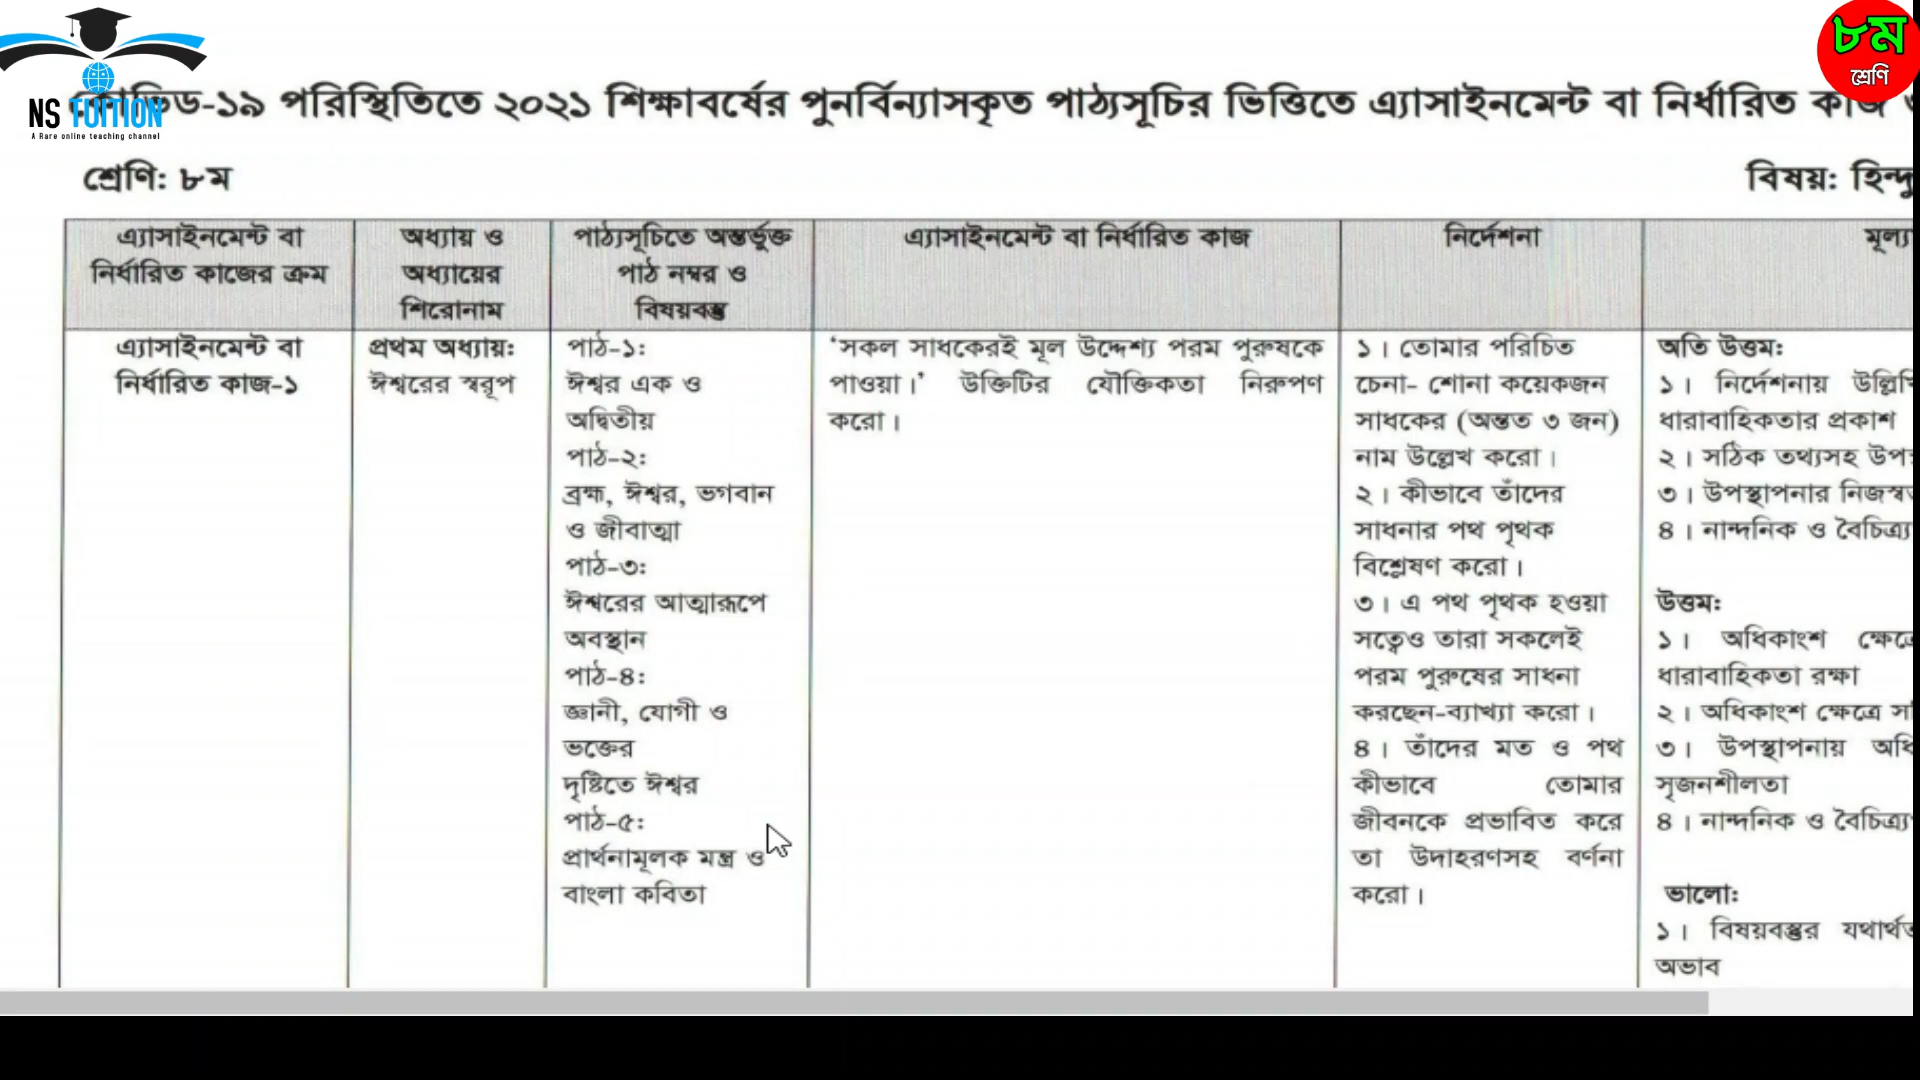 ৮ম
শ্রেণি
NS TUITION
A Rare online teaching channel
কোভিড-১৯ পরিস্থিতিতে ২০২১ শিক্ষাবর্ষের পুনর্বিন্যাসকৃত পাঠ্যসূচির ভিত্তিতে এ্যাসাইনমেন্ট বা নির্ধারিত কাজ
শ্রেণি: ৮ম
বিষয়: হিন্দু
এ্যাসাইনমেন্ট বা
নির্ধারিত কাজের ক্রম
অধ্যায় ও
অধ্যায়ের
শিরোনাম
পাঠ্যসূচিতে অন্তর্ভুক্ত
পাঠ নম্বর ও
বিষয়বস্তু
এ্যাসাইনমেন্ট বা নির্ধারিত কাজ
নির্দেশনা
মূল্যা
এ্যাসাইনমেন্ট বা
নির্ধারিত কাজ-১
প্রথম অধ্যায়:
ঈশ্বরের স্বরূপ
পাঠ-১:
ঈশ্বর এক ও
অদ্বিতীয়
পাঠ-২:
ব্রহ্ম, ঈশ্বর, ভগবান
ও জীবাত্মা
পাঠ-৩:
ঈশ্বরের আত্মারূপে
অবস্থান
পাঠ-৪:
জ্ঞানী, যোগী ও
ভক্তের
দৃষ্টিতে ঈশ্বর
পাঠ-৫:
প্রার্থনামূলক মন্ত্র ও
বাংলা কবিতা
'সকল সাধকেরই মূল উদ্দেশ্য পরম পুরুষকে
পাওয়া।' উক্তিটির যৌক্তিকতা নিরুপণ
করো।
১। তোমার পরিচিত
চেনা- শোনা কয়েকজন
সাধকের (অন্তত ৩ জন)
নাম উল্লেখ করো।
২। কীভাবে তাঁদের
সাধনার পথ পৃথক
বিশ্লেষণ করো।
৩। এ পথ পৃথক হওয়া
সত্ত্বেও তারা সকলেই
পরম পুরুষের সাধনা
করছেন-ব্যাখ্যা করো।
৪। তাঁদের মত ও পথ
কীভাবে তোমার
জীবনকে প্রভাবিত করে
তা উদাহরণসহ বর্ণনা
করো।
অতি উত্তম:
১। নির্দেশনায় উল্লিখি
ধারাবাহিকতার প্রকাশ
২। সঠিক তথ্যসহ উপস্থ
৩। উপস্থাপনার নিজস্ব
৪। নান্দনিক ও বৈচিত্র্য
উত্তম:
১। অধিকাংশ ক্ষেত্রে
ধারাবাহিকতা রক্ষা
২। অধিকাংশ ক্ষেত্রে স
৩। উপস্থাপনায় অধি
সৃজনশীলতা
৪। নান্দনিক ও বৈচিত্র্য
ভালো:
১। বিষয়বস্তুর যথার্থ
অভাব